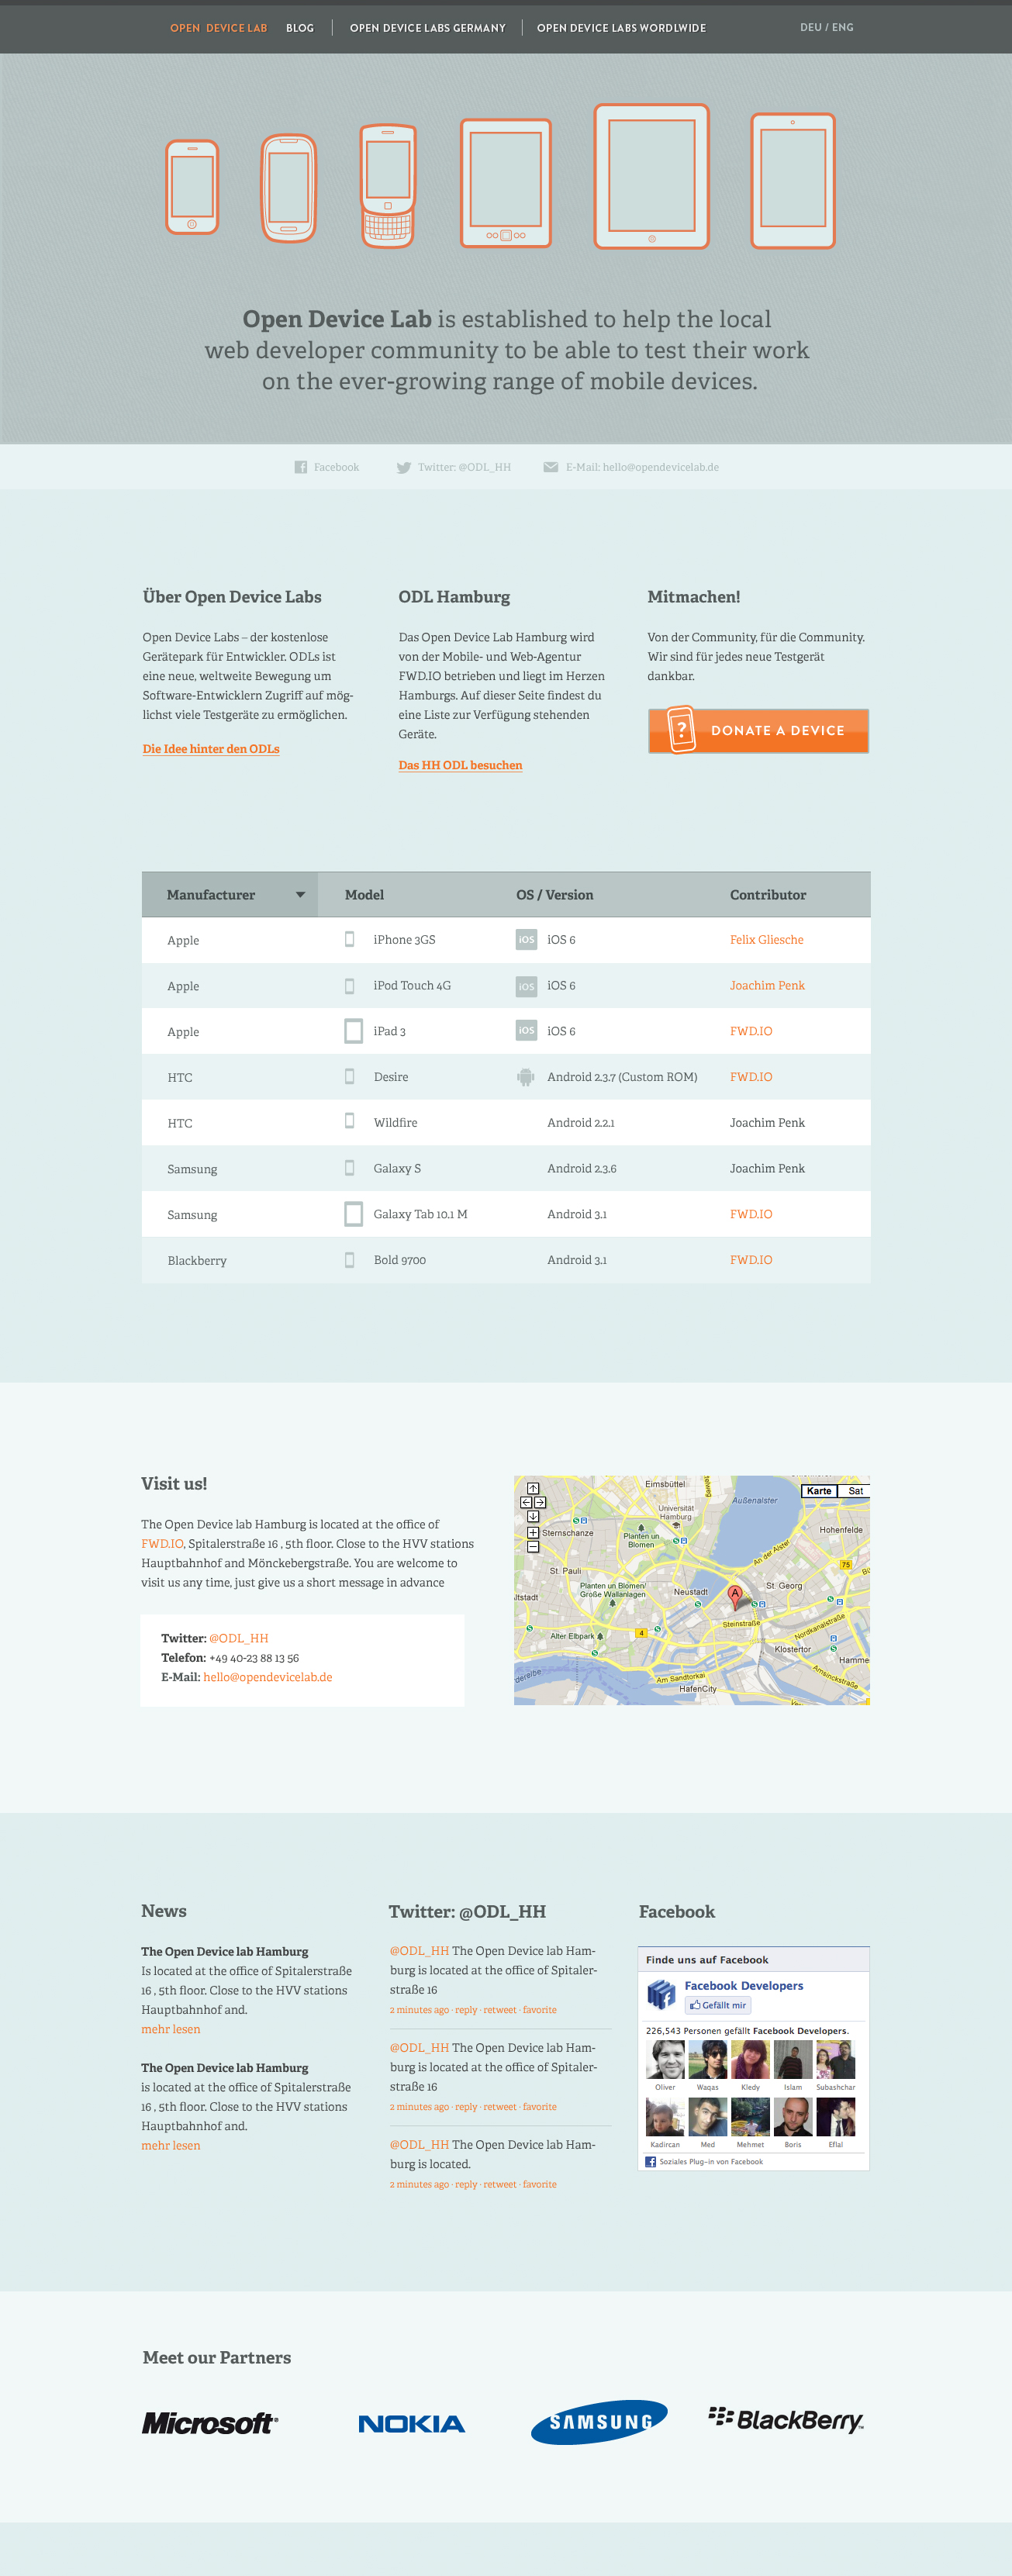 OPEN DEVICE LAB BLOG OPEN DEVICE LABS GERMANY OPEN DEVICE LABS WORDLWIDE DEU / ENG
Open Device Lab is established to help the local
web developer community to be able to test their work
on the ever-growing range of mobile devices.
Facebook Twitter: @ODL_HH E-Mail: hello@opendevicelab.de
Über Open Device Labs
Open Device Labs – der kostenlose
Gerätepark für Entwickler. ODLs ist
eine neue, weltweite Bewegung um
Software-Entwicklern Zugriff auf mög-
lichst viele Testgeräte zu ermöglichen.
Die Idee hinter den ODLs
ODL Hamburg
Das Open Device Lab Hamburg wird
von der Mobile- und Web-Agentur
FWD.IO betrieben und liegt im Herzen
Hamburgs. Auf dieser Seite findest du
eine Liste zur Verfügung stehenden
Geräte.
Das HH ODL besuchen
Mitmachen!
Von der Community, für die Community.
Wir sind für jedes neue Testgerät
dankbar.
? DONATE A DEVICE
Manufacturer Model OS / Version Contributor
Apple iPhone 3GS iOS iOS 6 Felix Gliesche
Apple iPod Touch 4G iOS iOS 6 Joachim Penk
Apple iPad 3 iOS iOS 6 FWD.IO
HTC Desire Android 2.3.7 (Custom ROM) FWD.IO
HTC Wildfire Android 2.2.1 Joachim Penk
Samsung Galaxy S Android 2.3.6 Joachim Penk
Samsung Galaxy Tab 10.1 M Android 3.1 FWD.IO
Blackberry Bold 9700 Android 3.1 FWD.IO
Visit us!
The Open Device lab Hamburg is located at the office of
FWD.IO, Spitalerstraße 16 , 5th floor. Close to the HVV stations
Hauptbahnhof and Mönckebergstraße. You are welcome to
visit us any time, just give us a short message in advance
Twitter: @ODL_HH
Telefon: +49 40-23 88 13 56
E-Mail: hello@opendevicelab.de
Eimsbüttel
Außenalster
Karte Sat
Universität
Hamburg
Sternschanze
Planten un
Blomen
Hohenfelde
An der Alster
75
St. Pauli
Planten un Blomen/
Große Wallanlagen
Neustadt
St. Georg
A
ltstadt
Steinstraße
Nordkanalstraße
Alter Elbpark
4
Klostertor
Hamme
Am Sandtorkai
Amsinckstraße
HafenCity
News
The Open Device lab Hamburg
Is located at the office of Spitalerstraße
16 , 5th floor. Close to the HVV stations
Hauptbahnhof and.
mehr lesen
The Open Device lab Hamburg
is located at the office of Spitalerstraße
16 , 5th floor. Close to the HVV stations
Hauptbahnhof and.
mehr lesen
Twitter: @ODL_HH
@ODL_HH The Open Device lab Ham-
burg is located at the office of Spitaler-
straße 16
2 minutes ago · reply · retweet · favorite
@ODL_HH The Open Device lab Ham-
burg is located at the office of Spitaler-
straße 16
2 minutes ago · reply · retweet · favorite
@ODL_HH The Open Device lab Ham-
burg is located.
2 minutes ago · reply · retweet · favorite
Facebook
Finde uns auf Facebook
Facebook Developers
Gefällt mir
226,543 Personen gefällt Facebook Developers.
Oliver Waqas Kledy Islam Subashchar
Kadircan Med Mehmet Boris Eflal
Soziales Plug-in von Facebook
Meet our Partners
Microsoft® NOKIA SAMSUNG BlackBerry™